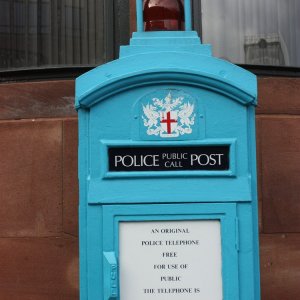 POLICE PUBLIC CALL POST
AN ORIGINAL
POLICE TELEPHONE
FREE
FOR USE OF
PUBLIC
THE TELEPHONE IS